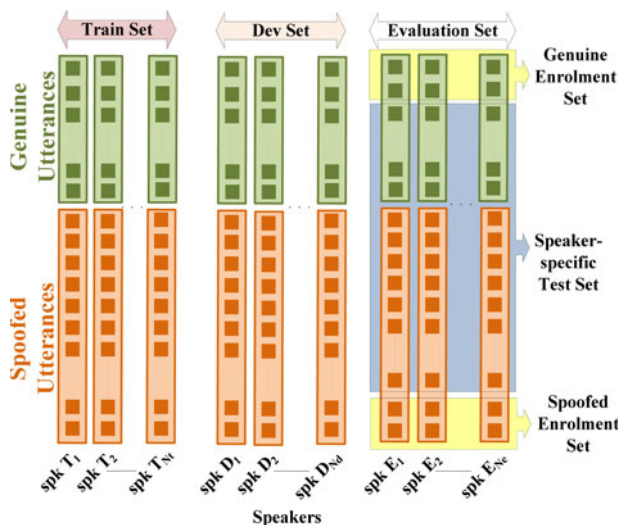 Train Set
Dev Set
Evaluation Set
Genuine
Enrolment
Set
Genuine
Utterances
Speaker-
specific
Test Set
Spoofed
Utterances
Spoofed
Enrolment
Set
spk T1 spk T2 spk TNt spk D1 spk D2 spk DNd spk E1 spk E2 spk ENe
Speakers